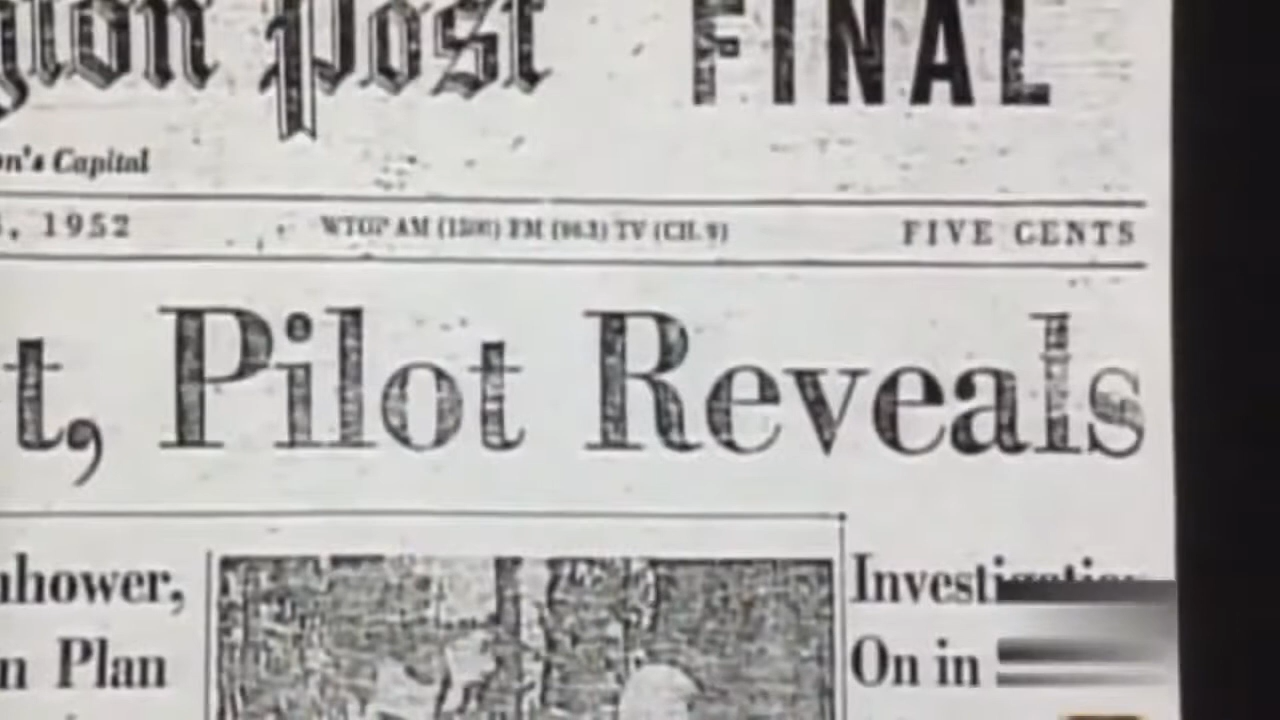 gton Post FINAL
on's Capital
, 1952 WTOP AM (1500) FM (96.3) TV (CH. 9) FIVE CENTS
t, Pilot Reveals
nhower,
n Plan
On in